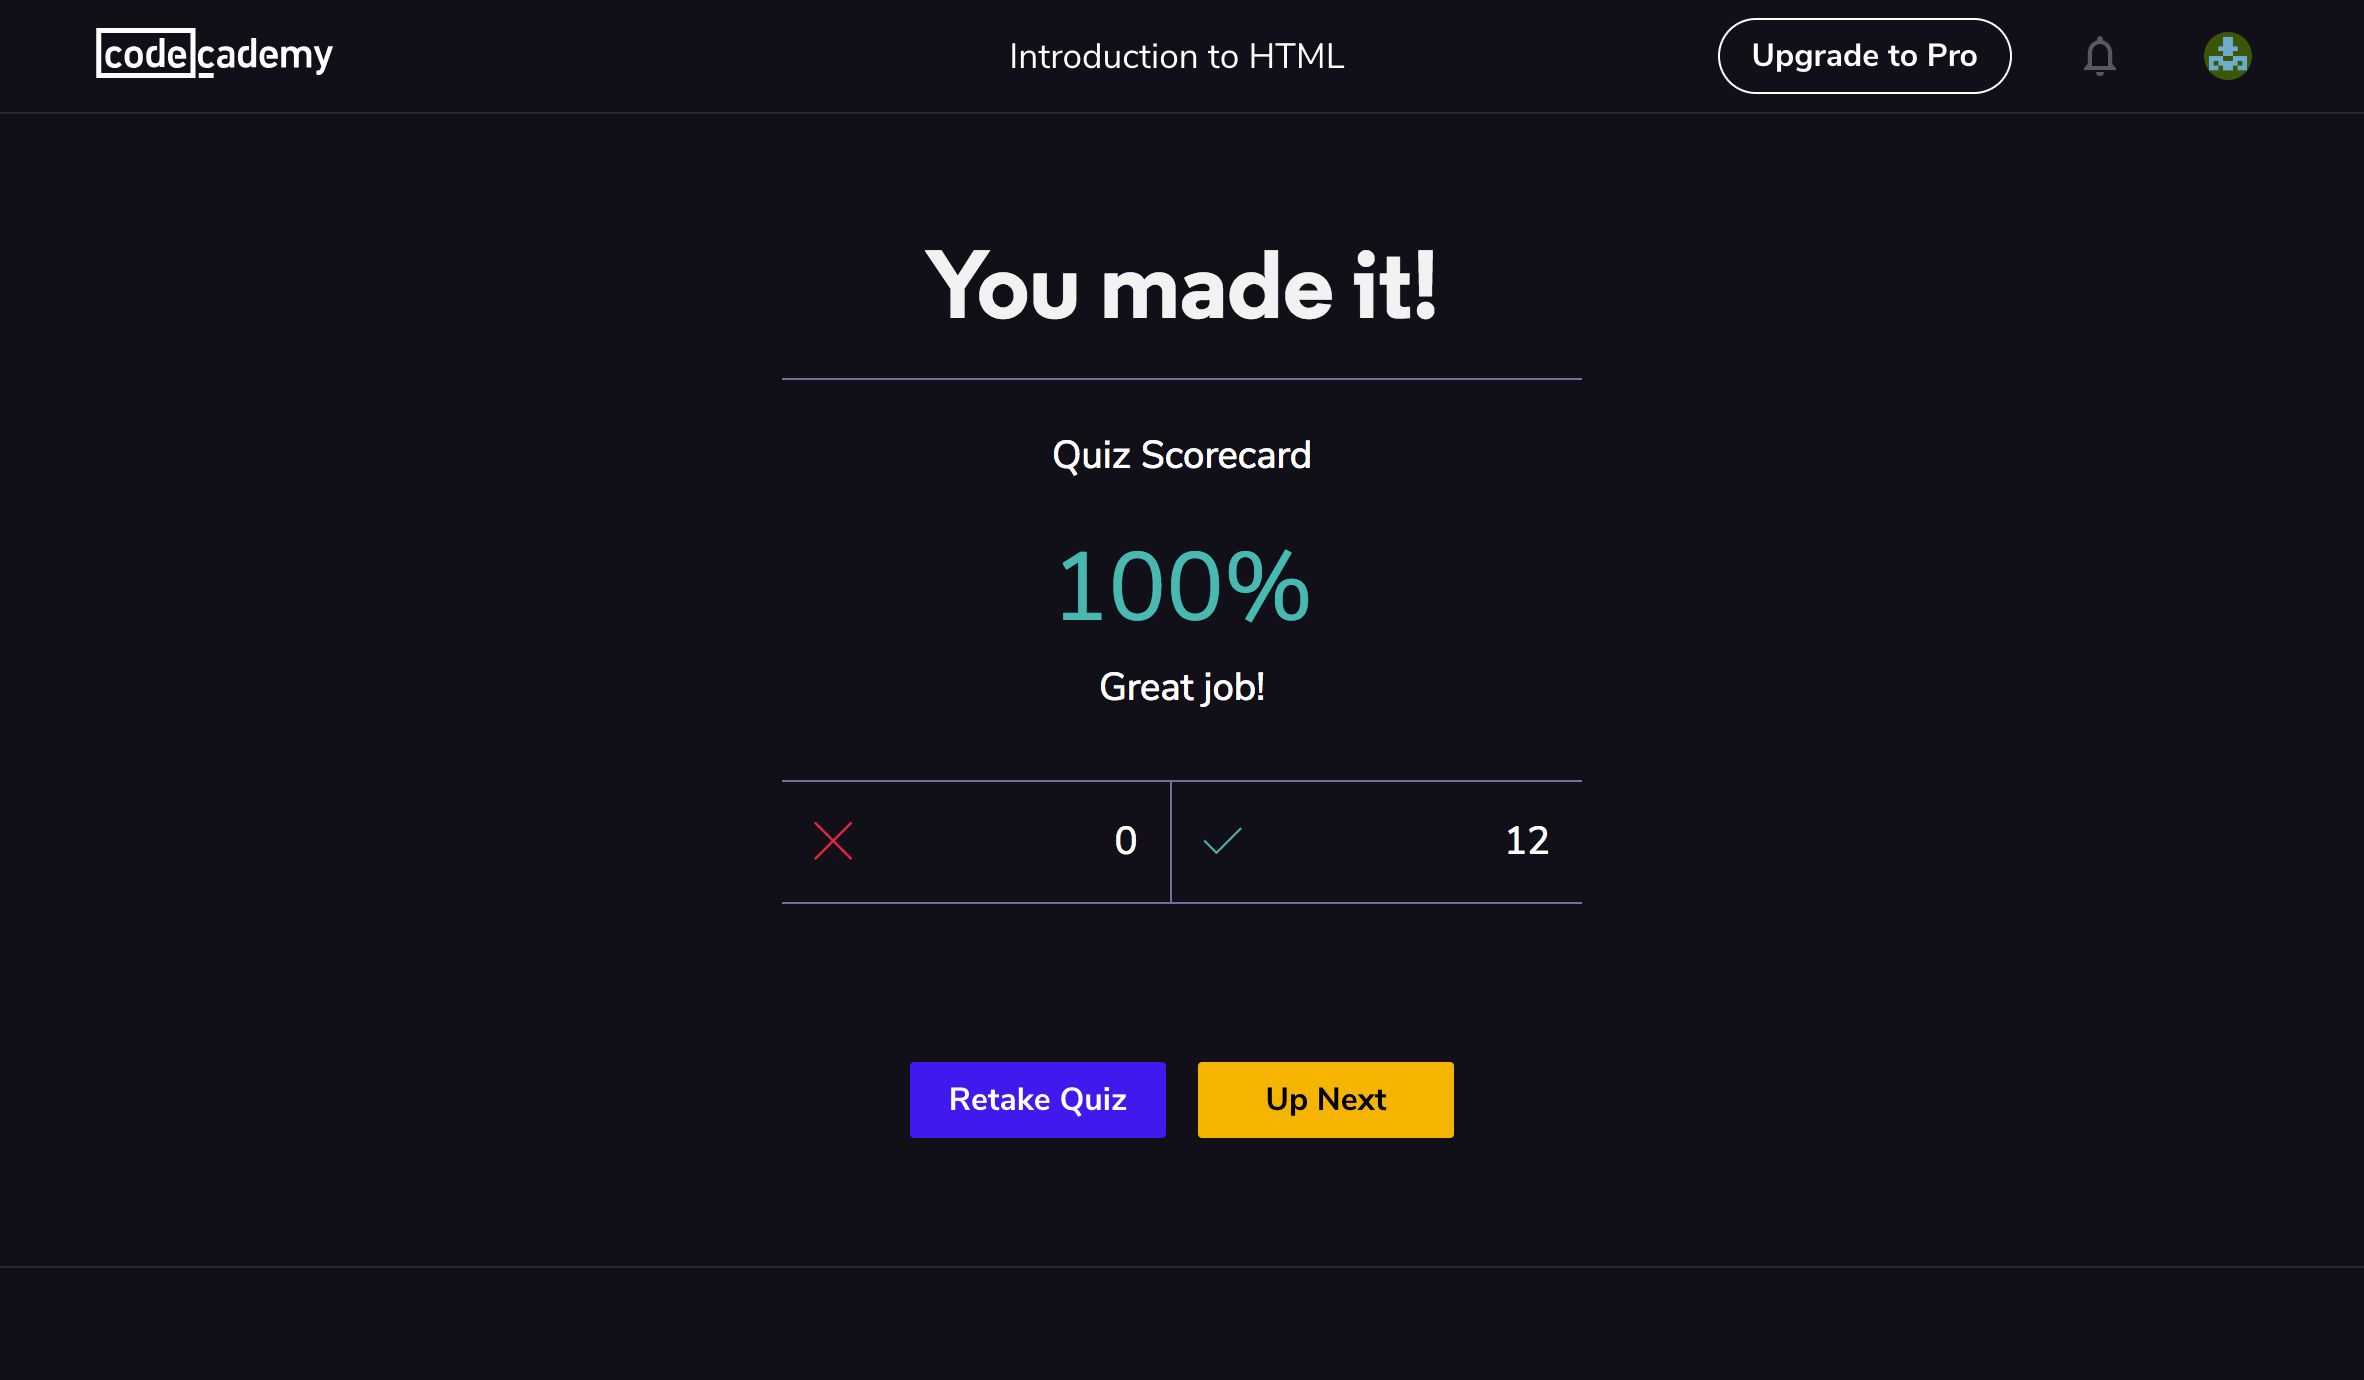 codecademy
Introduction to HTML
Upgrade to Pro
You made it!
Quiz Scorecard
100%
Great job!
0
12
Retake Quiz
Up Next